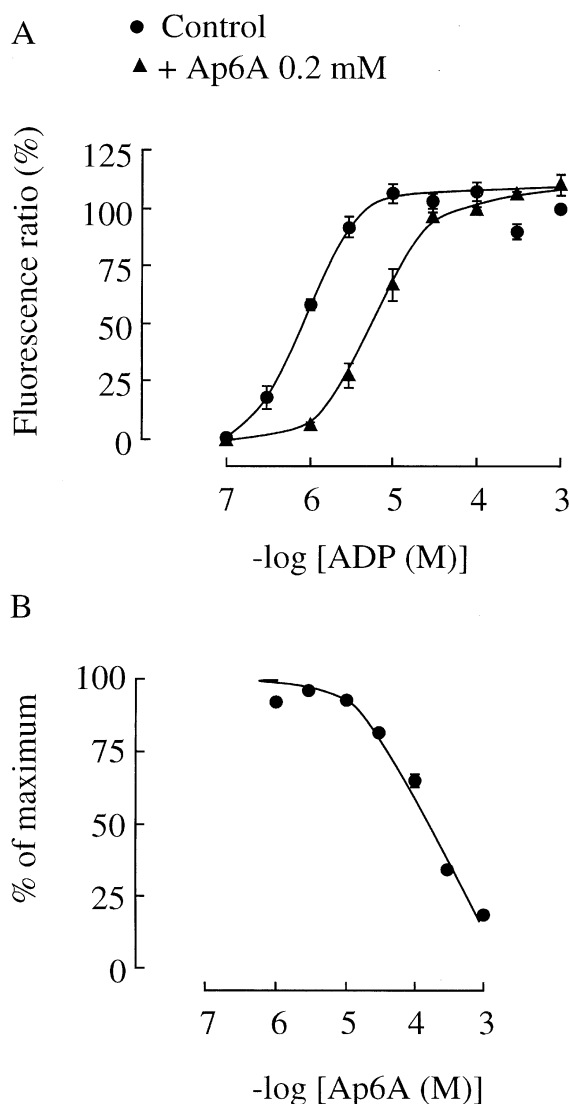 A
● Control
▲ + Ap6A 0.2 mM
Fluorescence ratio (%)
125
100
75
50
25
0
7 6 5 4 3
-log [ADP (M)]
B
% of maximum
100
75
50
25
0
7 6 5 4 3
-log [Ap6A (M)]